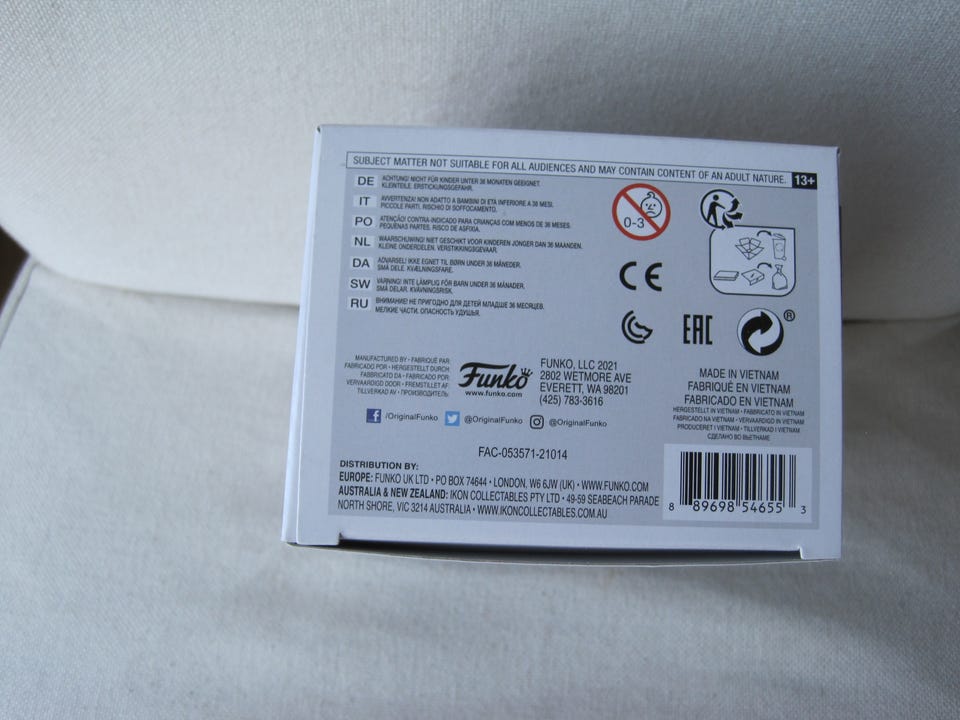 SUBJECT MATTER NOT SUITABLE FOR ALL AUDIENCES AND MAY CONTAIN CONTENT OF AN ADULT NATURE. 13+
DE ACHTUNG! NICHT FÜR KINDER UNTER 36 MONATEN GEEIGNET.
KLEINTEILE. ERSTICKUNGSGEFAHR.
IT AVVERTENZA! NON ADATTO A BAMBINI DI ETÀ INFERIORE A 36 MESI.
PICCOLE PARTI. RISCHIO DI SOFFOCAMENTO.
PO ATENÇÃO! CONTRA-INDICADO PARA CRIANÇAS COM MENOS DE 36 MESES.
PEQUENAS PARTES. RISCO DE ASFIXIA.
NL WAARSCHUWING! NIET GESCHIKT VOOR KINDEREN JONGER DAN 36 MAANDEN.
KLEINE ONDERDELEN. VERSTIKKINGSGEVAAR.
DA ADVARSEL! IKKE EGNET TIL BØRN UNDER 36 MÅNEDER.
SMÅ DELE. KVÆLNINGSFARE.
SW VARNING! INTE LÄMPLIG FÖR BARN UNDER 36 MÅNADER.
SMÅ DELAR. KVÄVNINGSRISK.
RU ВНИМАНИЕ! НЕ ПРИГОДНО ДЛЯ ДЕТЕЙ МЛАДШЕ 36 МЕСЯЦЕВ.
МЕЛКИЕ ЧАСТИ. ОПАСНОСТЬ УДУШЬЯ.
0-3
CE
EAC
®
MANUFACTURED BY • FABRIQUÉ PAR
FABRICADO POR • HERGESTELLT DURCH
FABBRICATO DA • FABRICADO POR:
VERVAARDIGD DOOR • FREMSTILLET AF
TILLVERKAD AV • ПРОИЗВОДИТЕЛЬ:
Funko
www.funko.com
FUNKO, LLC 2021
2802 WETMORE AVE
EVERETT, WA 98201
(425) 783-3616
f /OriginalFunko @OriginalFunko @OriginalFunko
MADE IN VIETNAM
FABRIQUÉ EN VIETNAM
FABRICADO EN VIETNAM
HERGESTELLT IN VIETNAM • FABBRICATO IN VIETNAM
FABRICADO NA VIETNAM • VERVAARDIGD IN VIETNAM
PRODUCERET I VIETNAM • TILLVERKAD I VIETNAM
СДЕЛАНО ВО ВЬЕТНАМЕ
FAC-053571-21014
DISTRIBUTION BY:
EUROPE: FUNKO UK LTD • PO BOX 74644 • LONDON, W6 6JW (UK) • WWW.FUNKO.COM
AUSTRALIA & NEW ZEALAND: IKON COLLECTABLES PTY LTD • 49-59 SEABEACH PARADE
NORTH SHORE, VIC 3214 AUSTRALIA • WWW.IKONCOLLECTABLES.COM.AU
8 89698 54655 3